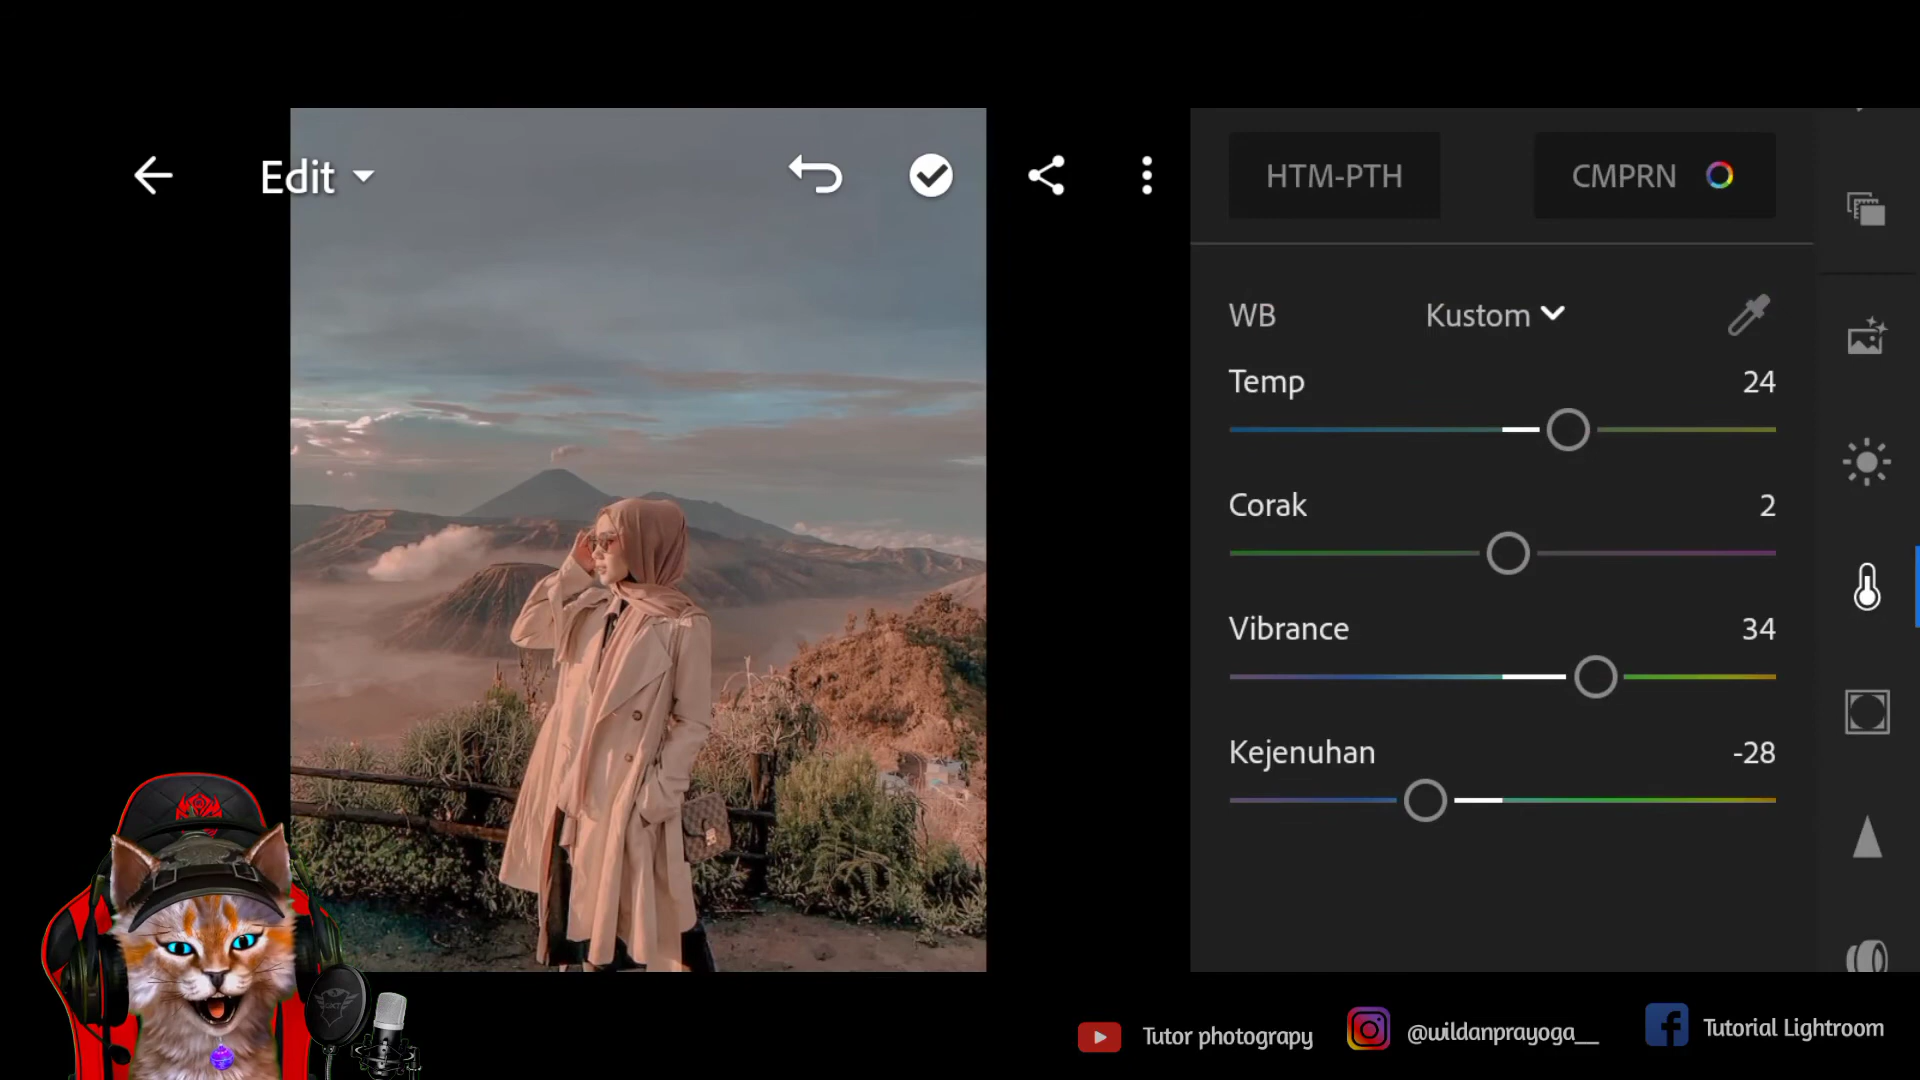 Edit
HTM-PTH
CMPRN
WB
Kustom
Temp
24
Corak
2
Vibrance
34
Kejenuhan
-28
Tutor photograpy
@wildanprayoga__
Tutorial Lightroom